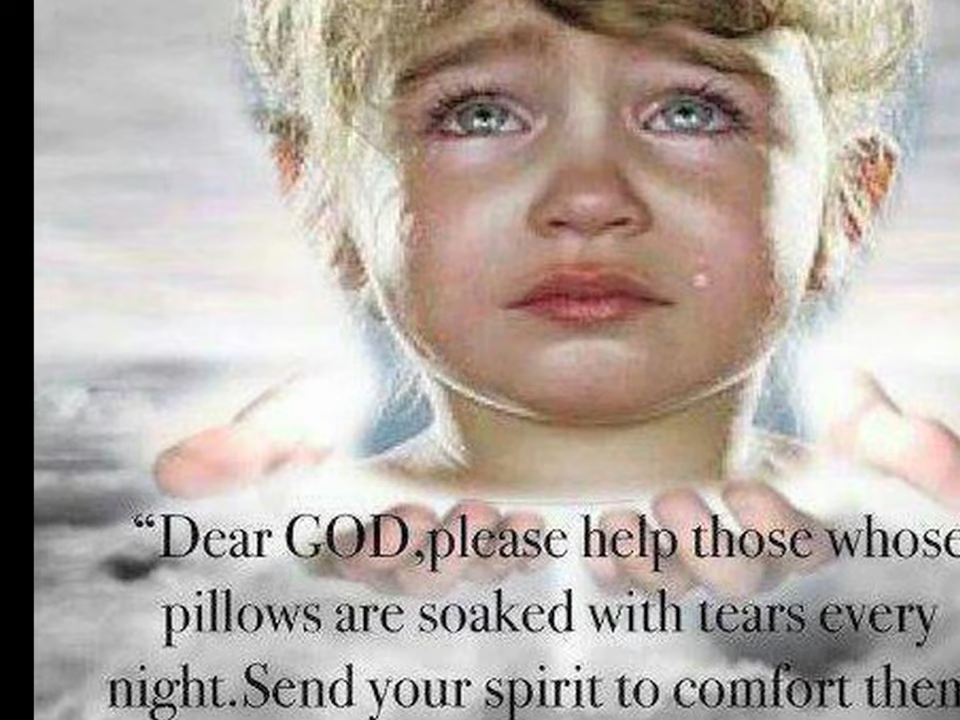 “Dear GOD,please help those whose
pillows are soaked with tears every
night.Send your spirit to comfort them